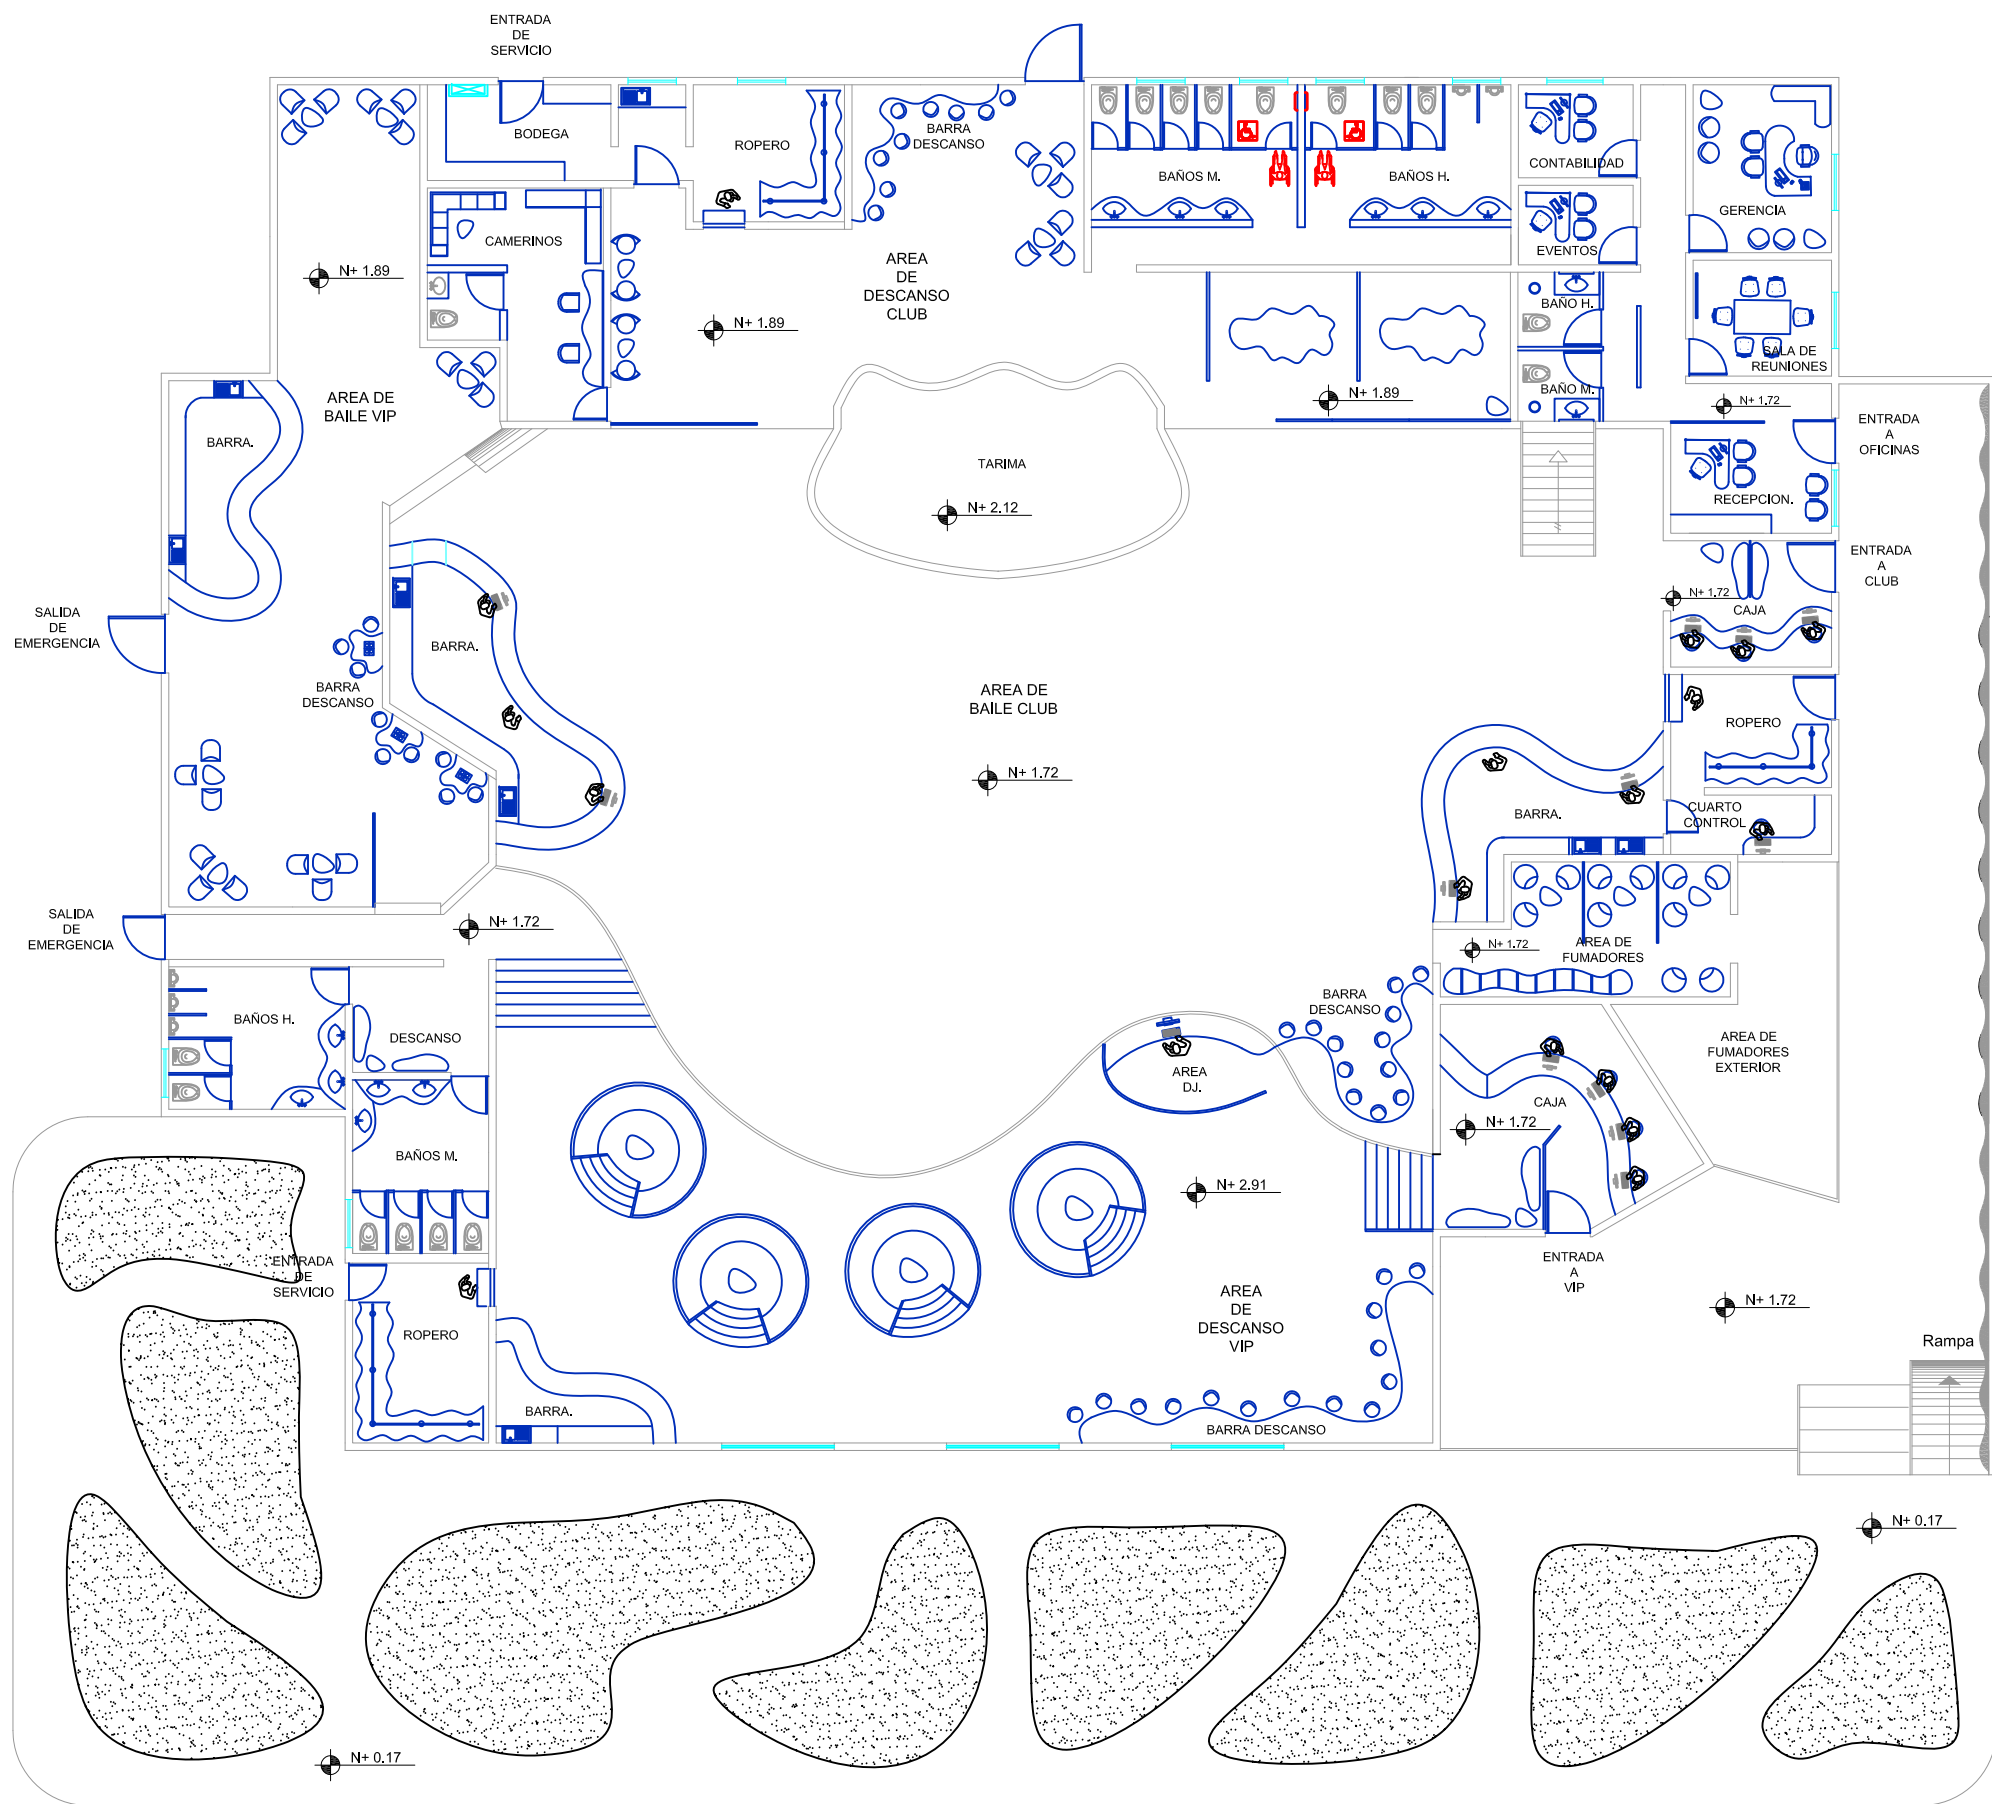 ENTRADA
DE
SERVICIO
BODEGA
ROPERO
BARRA
DESCANSO
BAÑOS M.
BAÑOS H.
CONTABILIDAD
GERENCIA
CAMERINOS
EVENTOS
N+ 1.89
AREA
DE
DESCANSO
CLUB
N+ 1.89
BAÑO H.
SALA DE
REUNIONES
BAÑO M.
AREA DE
BAILE VIP
N+ 1.89
N+ 1.72
ENTRADA
A
OFICINAS
BARRA.
TARIMA
N+ 2.12
RECEPCION.
ENTRADA
A
CLUB
N+ 1.72
CAJA
SALIDA
DE
EMERGENCIA
BARRA.
BARRA
DESCANSO
AREA DE
BAILE CLUB
N+ 1.72
ROPERO
BARRA.
CUARTO
CONTROL
SALIDA
DE
EMERGENCIA
N+ 1.72
N+ 1.72
AREA DE
FUMADORES
BAÑOS H.
DESCANSO
BARRA
DESCANSO
AREA
DJ.
AREA DE
FUMADORES
EXTERIOR
CAJA
N+ 1.72
BAÑOS M.
N+ 2.91
ENTRADA
DE
SERVICIO
ENTRADA
A
VIP
AREA
DE
DESCANSO
VIP
N+ 1.72
ROPERO
Rampa
BARRA.
BARRA DESCANSO
N+ 0.17
N+ 0.17